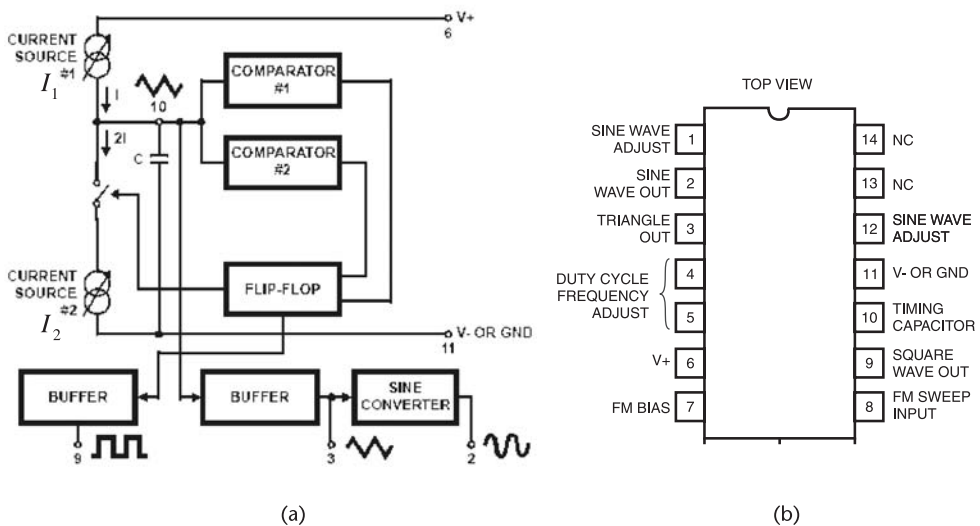 V+
6
CURRENT
SOURCE
#1
I₁
I
10
2I
C
COMPARATOR
#1
COMPARATOR
#2
FLIP-FLOP
CURRENT
SOURCE
#2
I₂
V- OR GND
11
BUFFER
BUFFER
SINE
CONVERTER
9
3
2
(a)
TOP VIEW
SINE WAVE
ADJUST
1
14
NC
SINE
WAVE OUT
2
13
NC
TRIANGLE
OUT
3
12
SINE WAVE
ADJUST
DUTY CYCLE
FREQUENCY
ADJUST
4
11
V- OR GND
5
10
TIMING
CAPACITOR
V+
6
9
SQUARE
WAVE OUT
FM BIAS
7
8
FM SWEEP
INPUT
(b)